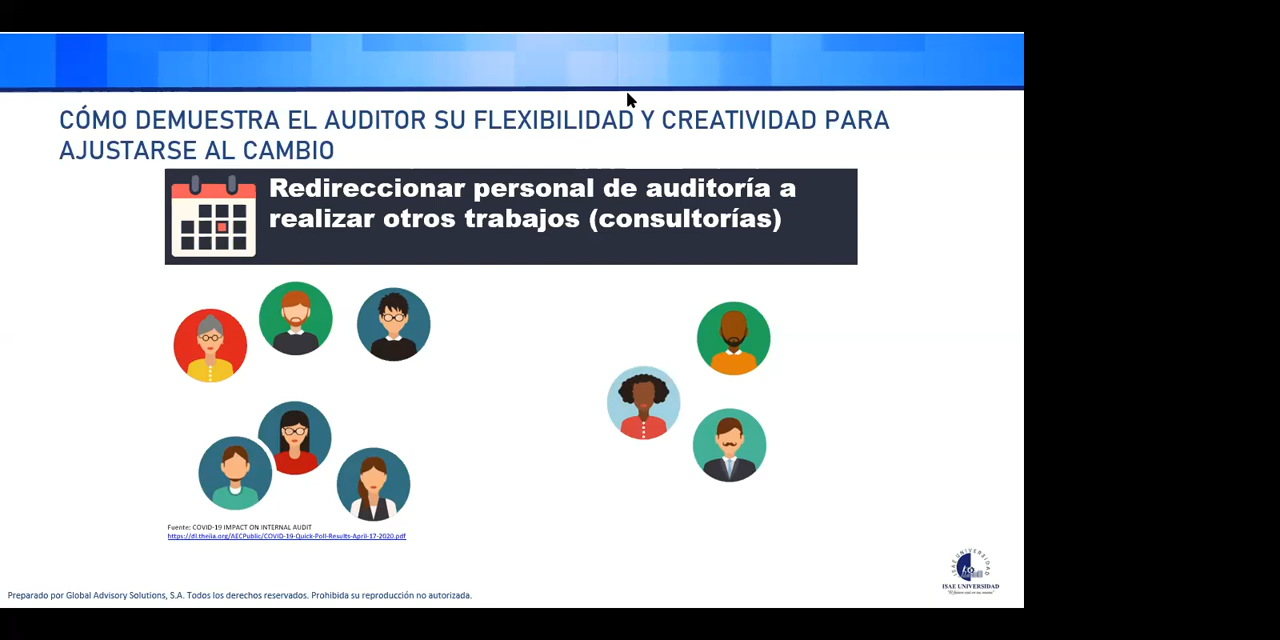 CÓMO DEMUESTRA EL AUDITOR SU FLEXIBILIDAD Y CREATIVIDAD PARA
AJUSTARSE AL CAMBIO
Redireccionar personal de auditoría a
realizar otros trabajos (consultorías)
Fuente: COVID-19 IMPACT ON INTERNAL AUDIT
https://dl.theiia.org/AECPublic/COVID-19-Quick-Poll-Results-April-17-2020.pdf
ISAE UNIVERSIDAD
ISAE UNIVERSIDAD
Preparado por Global Advisory Solutions, S.A. Todos los derechos reservados. Prohibida su reproducción no autorizada.